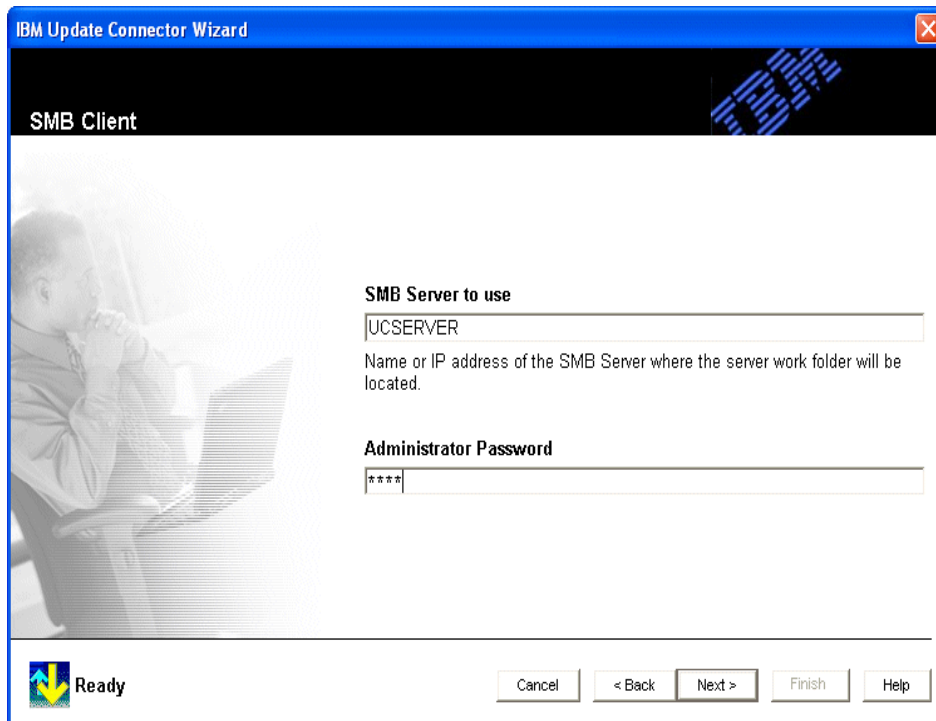 IBM Update Connector Wizard
IBM
SMB Client
SMB Server to use
UCSERVER
Name or IP address of the SMB Server where the server work folder will be
located.
Administrator Password
****
Ready
Cancel
< Back
Next >
Finish
Help